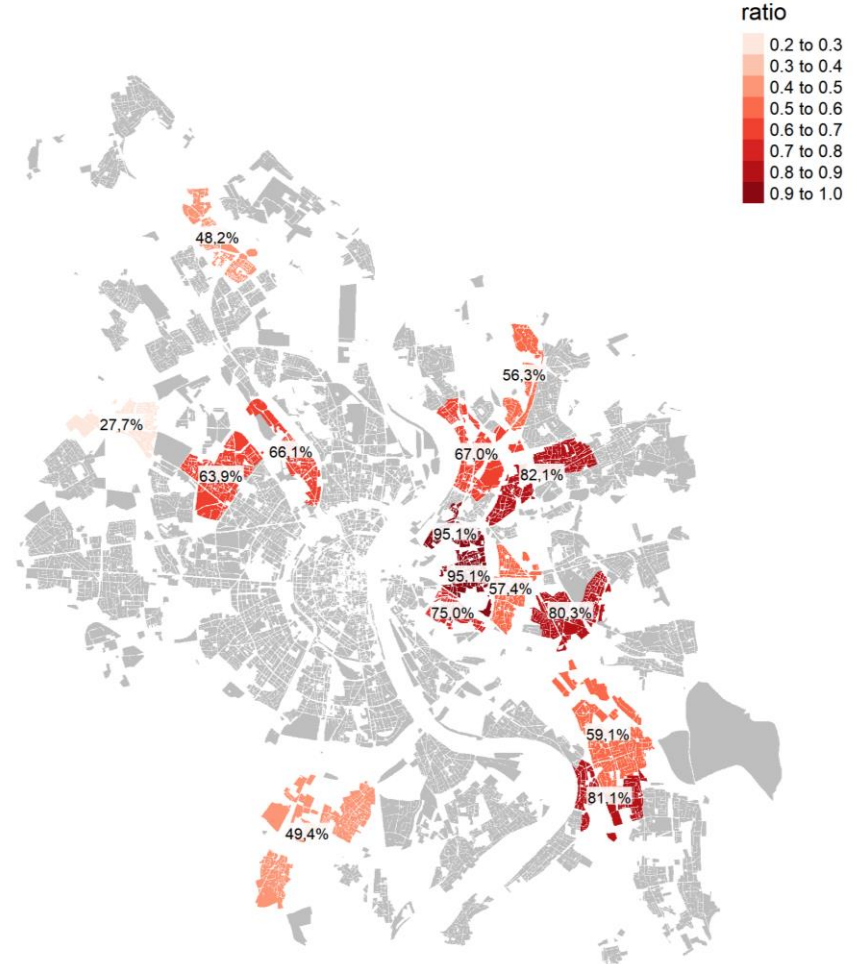 ratio
0.2 to 0.3
0.3 to 0.4
0.4 to 0.5
0.5 to 0.6
0.6 to 0.7
0.7 to 0.8
0.8 to 0.9
0.9 to 1.0
48,2%
56,3%
27,7%
66,1%
67,0%
63,9%
82,1%
95,1%
95,1%
57,4%
75,0%
80,3%
59,1%
81,1%
49,4%